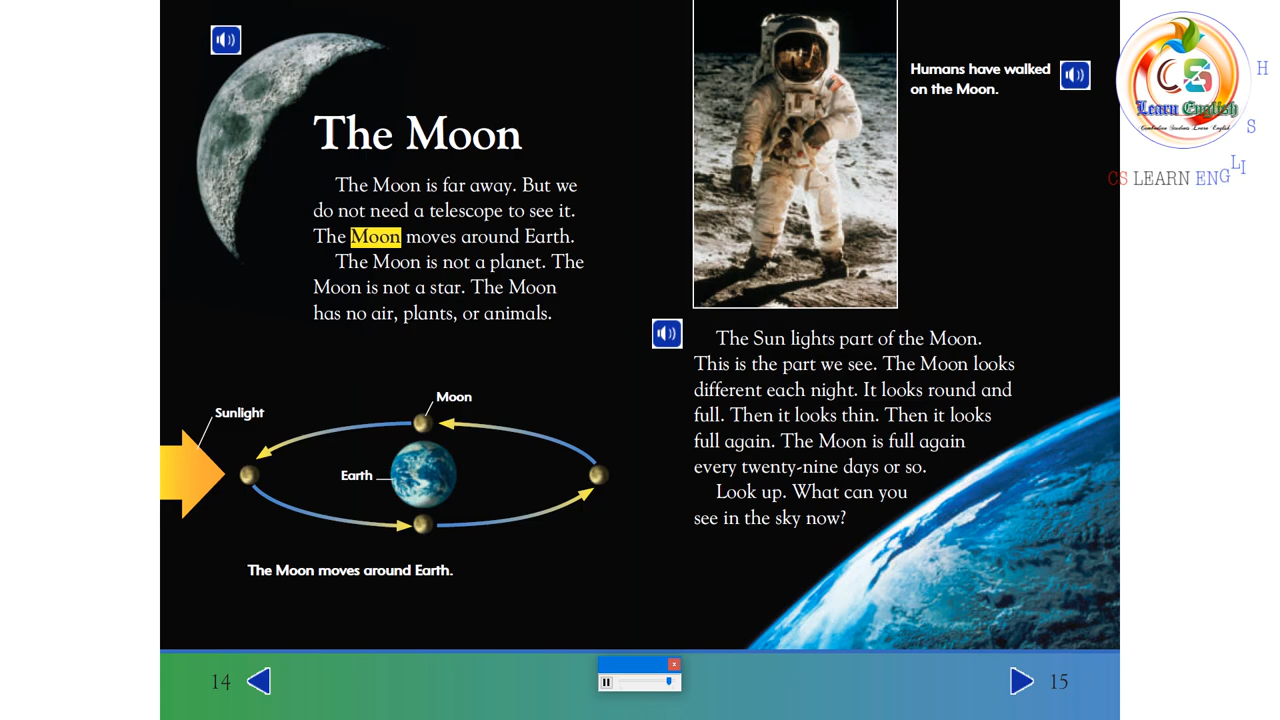 The Moon
The Moon is far away. But we
do not need a telescope to see it.
The Moon moves around Earth.
The Moon is not a planet. The
Moon is not a star. The Moon
has no air, plants, or animals.
Sunlight
Moon
Earth
The Moon moves around Earth.
14
Humans have walked
on the Moon.
The Sun lights part of the Moon.
This is the part we see. The Moon looks
different each night. It looks round and
full. Then it looks thin. Then it looks
full again. The Moon is full again
every twenty-nine days or so.
Look up. What can you
see in the sky now?
15
CS
Learn English
Cambodian Students Learn English
CS LEARN ENGLISH
x